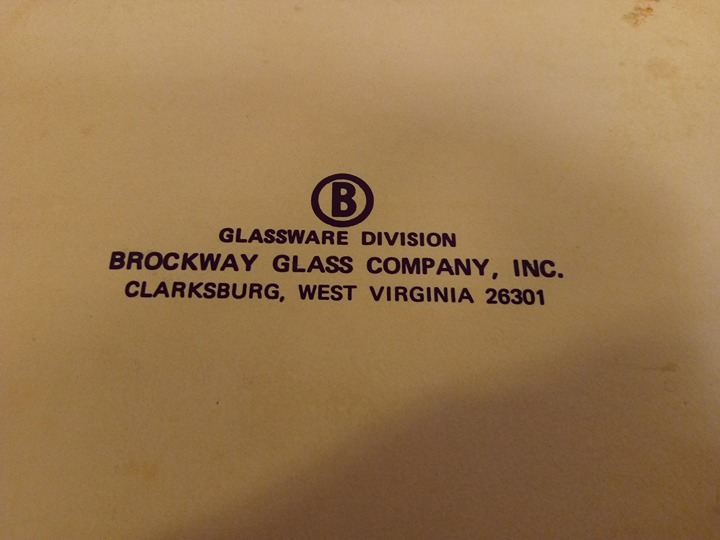 B
GLASSWARE DIVISION
BROCKWAY GLASS COMPANY, INC.
CLARKSBURG, WEST VIRGINIA 26301